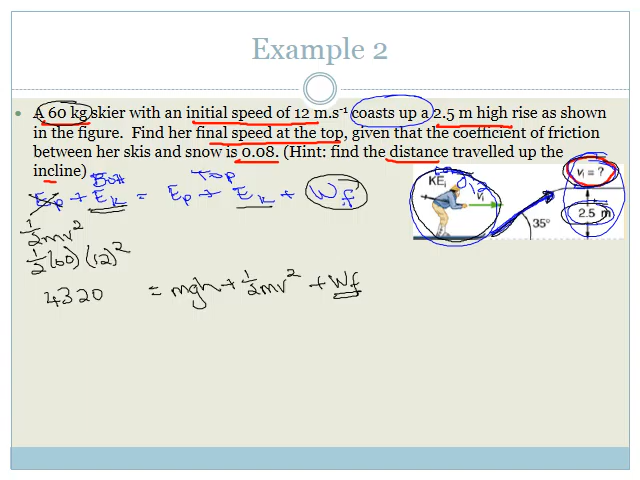 Example 2
• A 60 kg skier with an initial speed of 12 m.s⁻¹ coasts up a 2.5 m high rise as shown
in the figure. Find her final speed at the top, given that the coefficient of friction
between her skis and snow is 0.08. (Hint: find the distance travelled up the
incline)
Bot Top
Ep + Ek = Ep + Ek + Wf
½mv²
½(60)(12)²
4320 = mgh + ½mv² + Wf
KEi
12
vi
35°
vi = ?
2.5 m